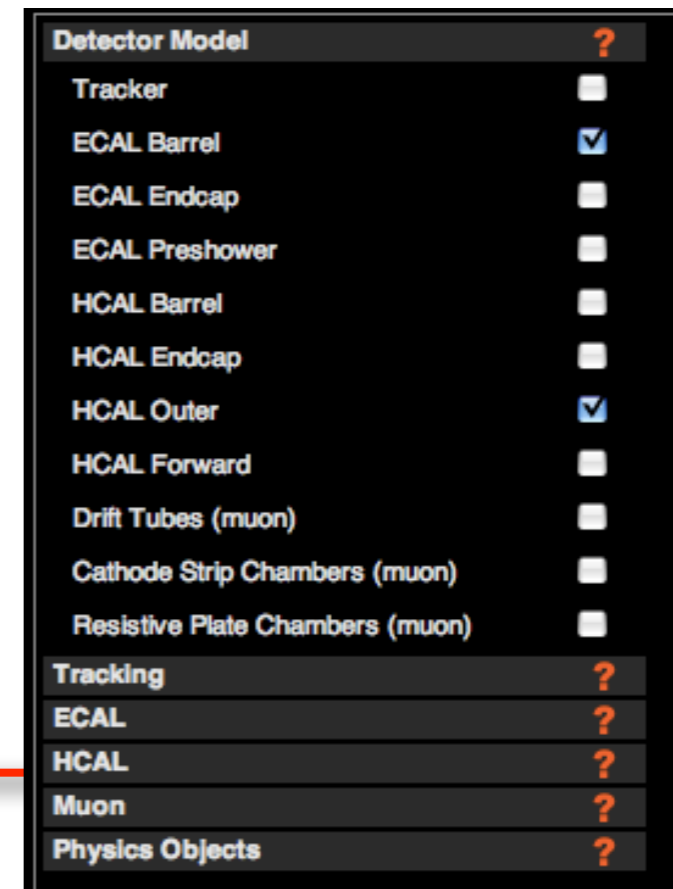 Detector Model ?
Tracker
ECAL Barrel
ECAL Endcap
ECAL Preshower
HCAL Barrel
HCAL Endcap
HCAL Outer
HCAL Forward
Drift Tubes (muon)
Cathode Strip Chambers (muon)
Resistive Plate Chambers (muon)
Tracking ?
ECAL ?
HCAL ?
Muon ?
Physics Objects ?